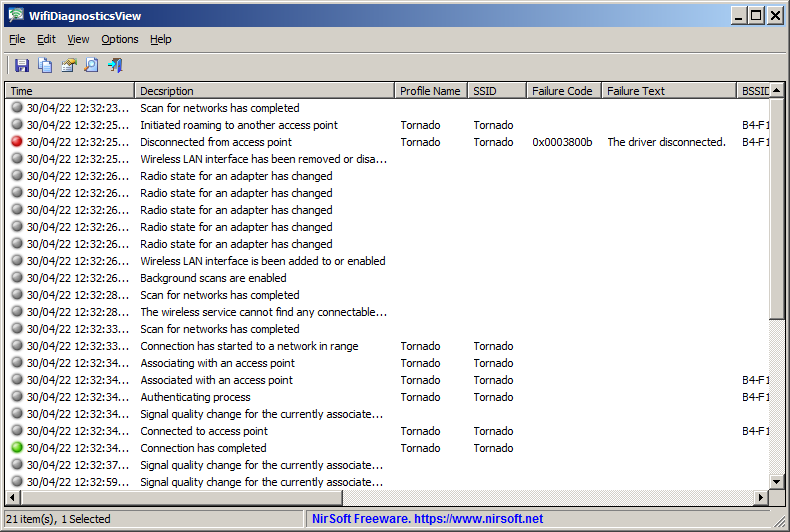 WifiDiagnosticsView
File Edit View Options Help
Time Decsription Profile Name SSID Failure Code Failure Text BSSID
30/04/22 12:32:23... Scan for networks has completed
30/04/22 12:32:25... Initiated roaming to another access point Tornado Tornado B4-F1
30/04/22 12:32:25... Disconnected from access point Tornado Tornado 0x0003800b The driver disconnected. B4-F1
30/04/22 12:32:25... Wireless LAN interface has been removed or disa...
30/04/22 12:32:26... Radio state for an adapter has changed
30/04/22 12:32:26... Radio state for an adapter has changed
30/04/22 12:32:26... Radio state for an adapter has changed
30/04/22 12:32:26... Radio state for an adapter has changed
30/04/22 12:32:26... Radio state for an adapter has changed
30/04/22 12:32:26... Wireless LAN interface is been added to or enabled
30/04/22 12:32:26... Background scans are enabled
30/04/22 12:32:28... Scan for networks has completed
30/04/22 12:32:28... The wireless service cannot find any connectable...
30/04/22 12:32:33... Scan for networks has completed
30/04/22 12:32:34... Connection has started to a network in range Tornado Tornado
30/04/22 12:32:34... Associating with an access point Tornado Tornado
30/04/22 12:32:34... Associated with an access point Tornado Tornado B4-F1
30/04/22 12:32:34... Authenticating process Tornado Tornado B4-F1
30/04/22 12:32:34... Signal quality change for the currently associate...
30/04/22 12:32:34... Connected to access point Tornado Tornado B4-F1
30/04/22 12:32:34... Connection has completed Tornado Tornado
30/04/22 12:32:37... Signal quality change for the currently associate...
30/04/22 12:32:59... Signal quality change for the currently associate...
21 item(s), 1 Selected NirSoft Freeware. https://www.nirsoft.net